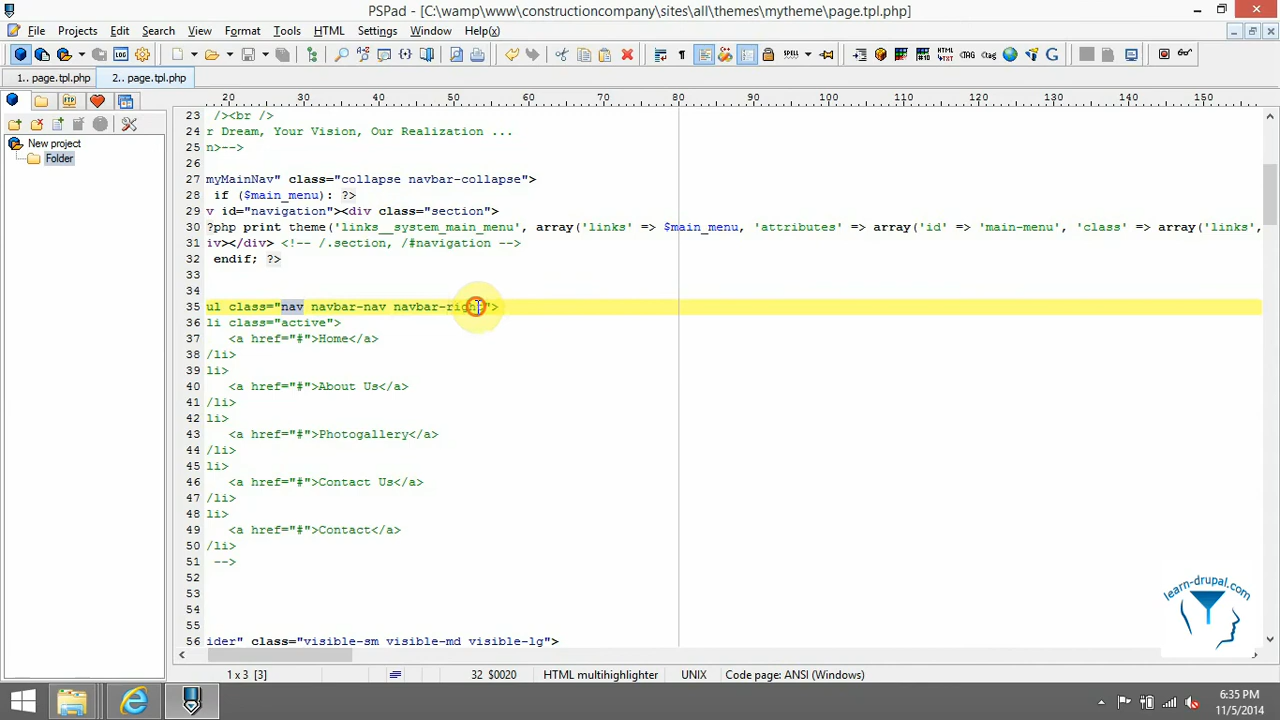 PSPad - [C:\wamp\www\constructioncompany\sites\all\themes\mytheme\page.tpl.php]
File Projects Edit Search View Format Tools HTML Settings Window Help(x)
1.. page.tpl.php 2.. page.tpl.php
20 30 40 50 60 70 80 90 100 110 120 130 140 150
New project
Folder
23 /><br />
24 r Dream, Your Vision, Our Realization ...
25 n>-->
26
27 myMainNav" class="collapse navbar-collapse">
28 if ($main_menu): ?>
29 v id="navigation"><div class="section">
30 ?php print theme('links__system_main_menu', array('links' => $main_menu, 'attributes' => array('id' => 'main-menu', 'class' => array('links',
31 iv></div> <!-- /.section, /#navigation -->
32 endif; ?>
33
34
35 ul class="nav navbar-nav navbar-right">
36 li class="active">
37 <a href="#">Home</a>
38 /li>
39 li>
40 <a href="#">About Us</a>
41 /li>
42 li>
43 <a href="#">Photogallery</a>
44 /li>
45 li>
46 <a href="#">Contact Us</a>
47 /li>
48 li>
49 <a href="#">Contact</a>
50 /li>
51 -->
52
53
54
56 ider" class="visible-sm visible-md visible-lg">
learn-drupal.com
1 x 3 [3] 32 $0020 HTML multihighlighter UNIX Code page: ANSI (Windows)
6:35 PM
11/5/2014